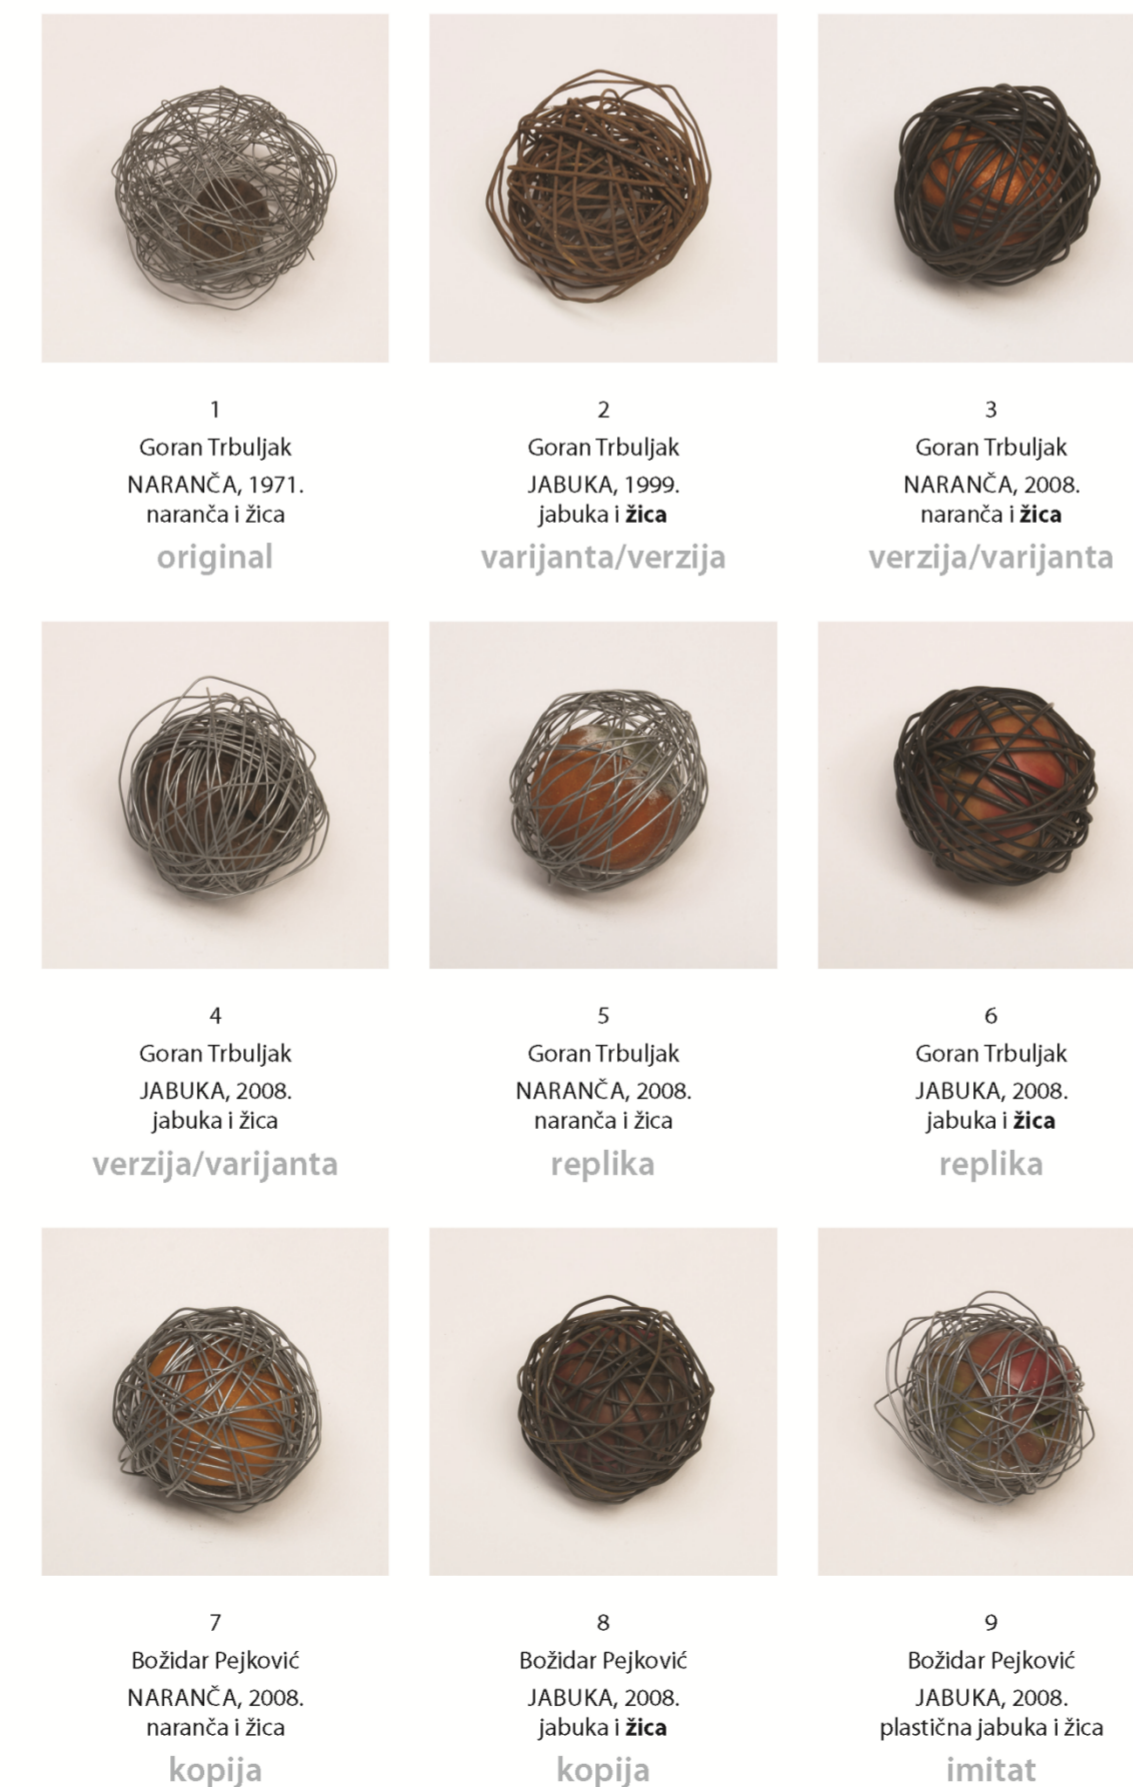 1
Goran Trbuljak
NARANČA, 1971.
naranča i žica
original
2
Goran Trbuljak
JABUKA, 1999.
jabuka i žica
varijanta/verzija
3
Goran Trbuljak
NARANČA, 2008.
naranča i žica
verzija/varijanta
4
Goran Trbuljak
JABUKA, 2008.
jabuka i žica
verzija/varijanta
5
Goran Trbuljak
NARANČA, 2008.
naranča i žica
replika
6
Goran Trbuljak
JABUKA, 2008.
jabuka i žica
replika
7
Božidar Pejković
NARANČA, 2008.
naranča i žica
kopija
8
Božidar Pejković
JABUKA, 2008.
jabuka i žica
kopija
9
Božidar Pejković
JABUKA, 2008.
plastična jabuka i žica
imitat